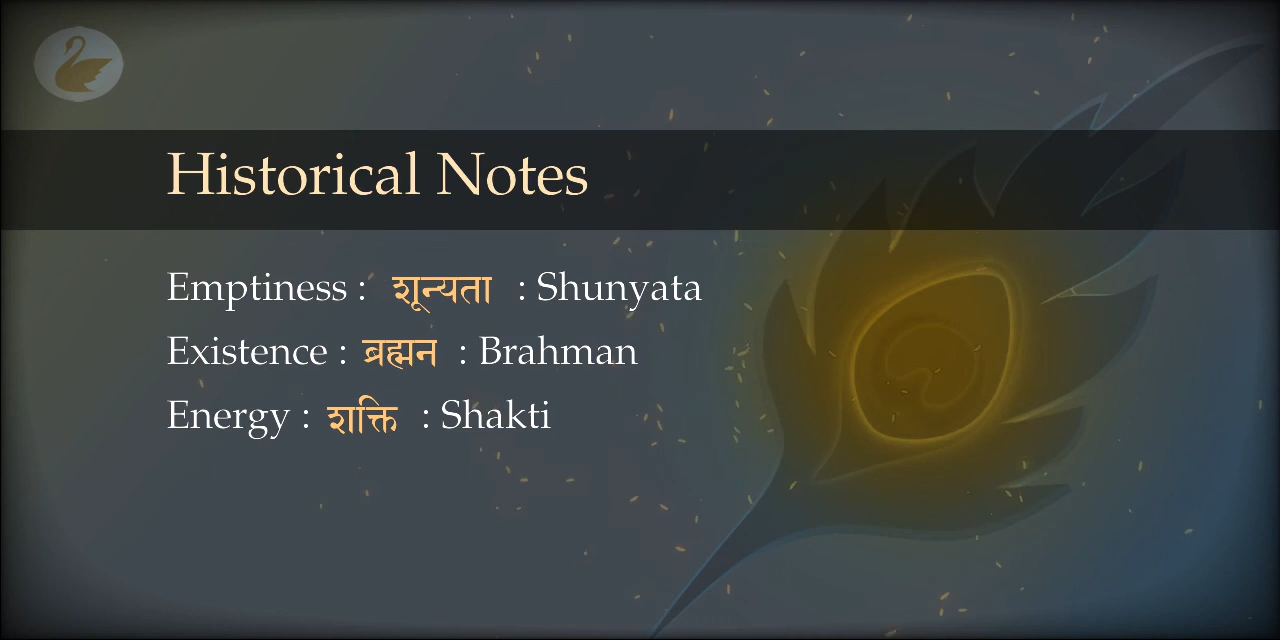 Historical Notes
Emptiness : शून्यता : Shunyata
Existence : ब्रह्मन : Brahman
Energy : शक्ति : Shakti